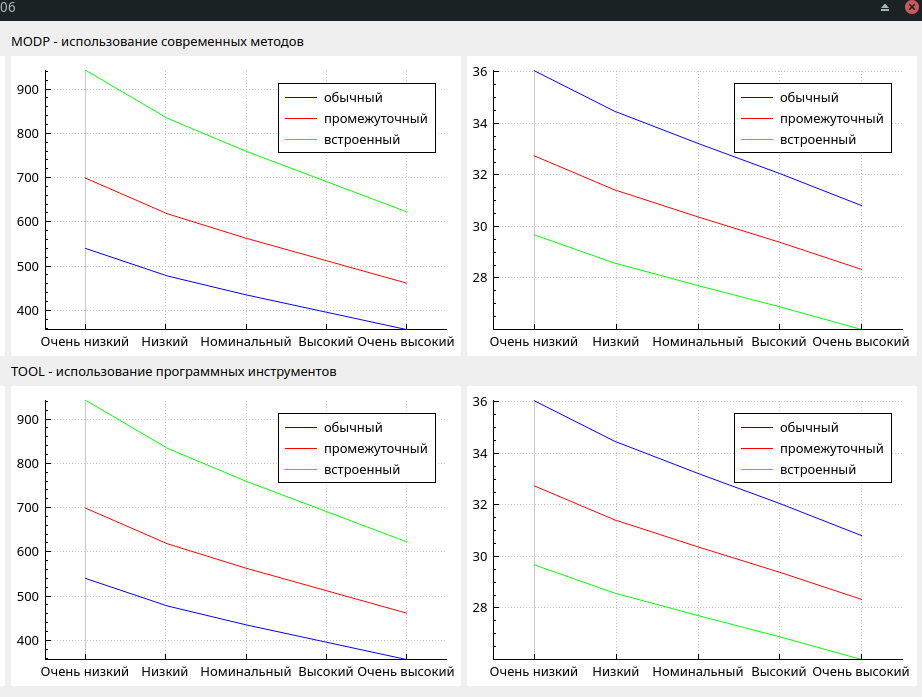 06
MODP - использование современных методов
900
800
700
600
500
400
обычный
промежуточный
встроенный
Очень низкий Низкий Номинальный Высокий Очень высокий
36
34
32
30
28
обычный
промежуточный
встроенный
Очень низкий Низкий Номинальный Высокий Очень высокий
TOOL - использование программных инструментов
900
800
700
600
500
400
обычный
промежуточный
встроенный
Очень низкий Низкий Номинальный Высокий Очень высокий
36
34
32
30
28
обычный
промежуточный
встроенный
Очень низкий Низкий Номинальный Высокий Очень высокий